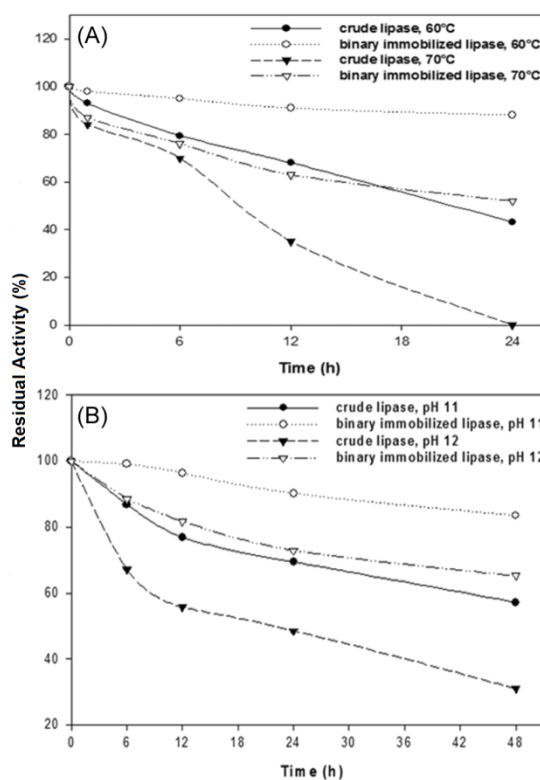 (A)
crude lipase, 60°C
binary immobilized lipase, 60°C
crude lipase, 70°C
binary immobilized lipase, 70°C
120
100
80
60
40
20
0
0 6 12 18 24
Time (h)
Residual Activity (%)
(B)
crude lipase, pH 11
binary immobilized lipase, pH 11
crude lipase, pH 12
binary immobilized lipase, pH 12
120
100
80
60
40
20
0 6 12 18 24 30 36 42 48
Time (h)